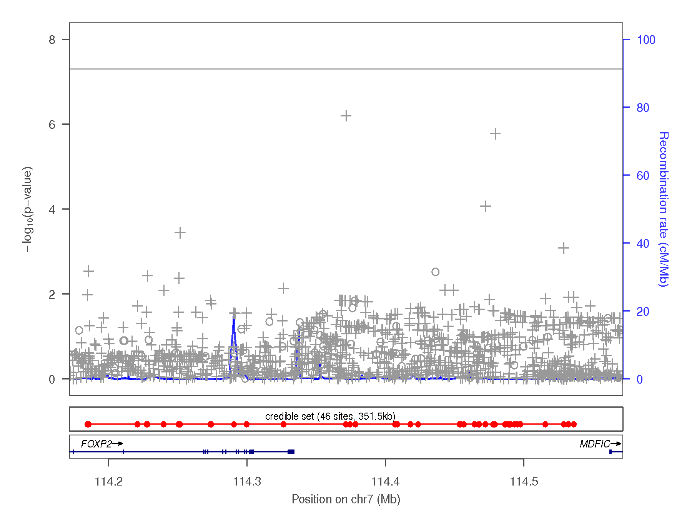 8
6
4
2
0
−log10(p−value)
100
80
60
40
20
0
Recombination rate (cM/Mb)
credible set (46 sites, 351.5kb)
FOXP2
MDFIC
114.2 114.3 114.4 114.5
Position on chr7 (Mb)